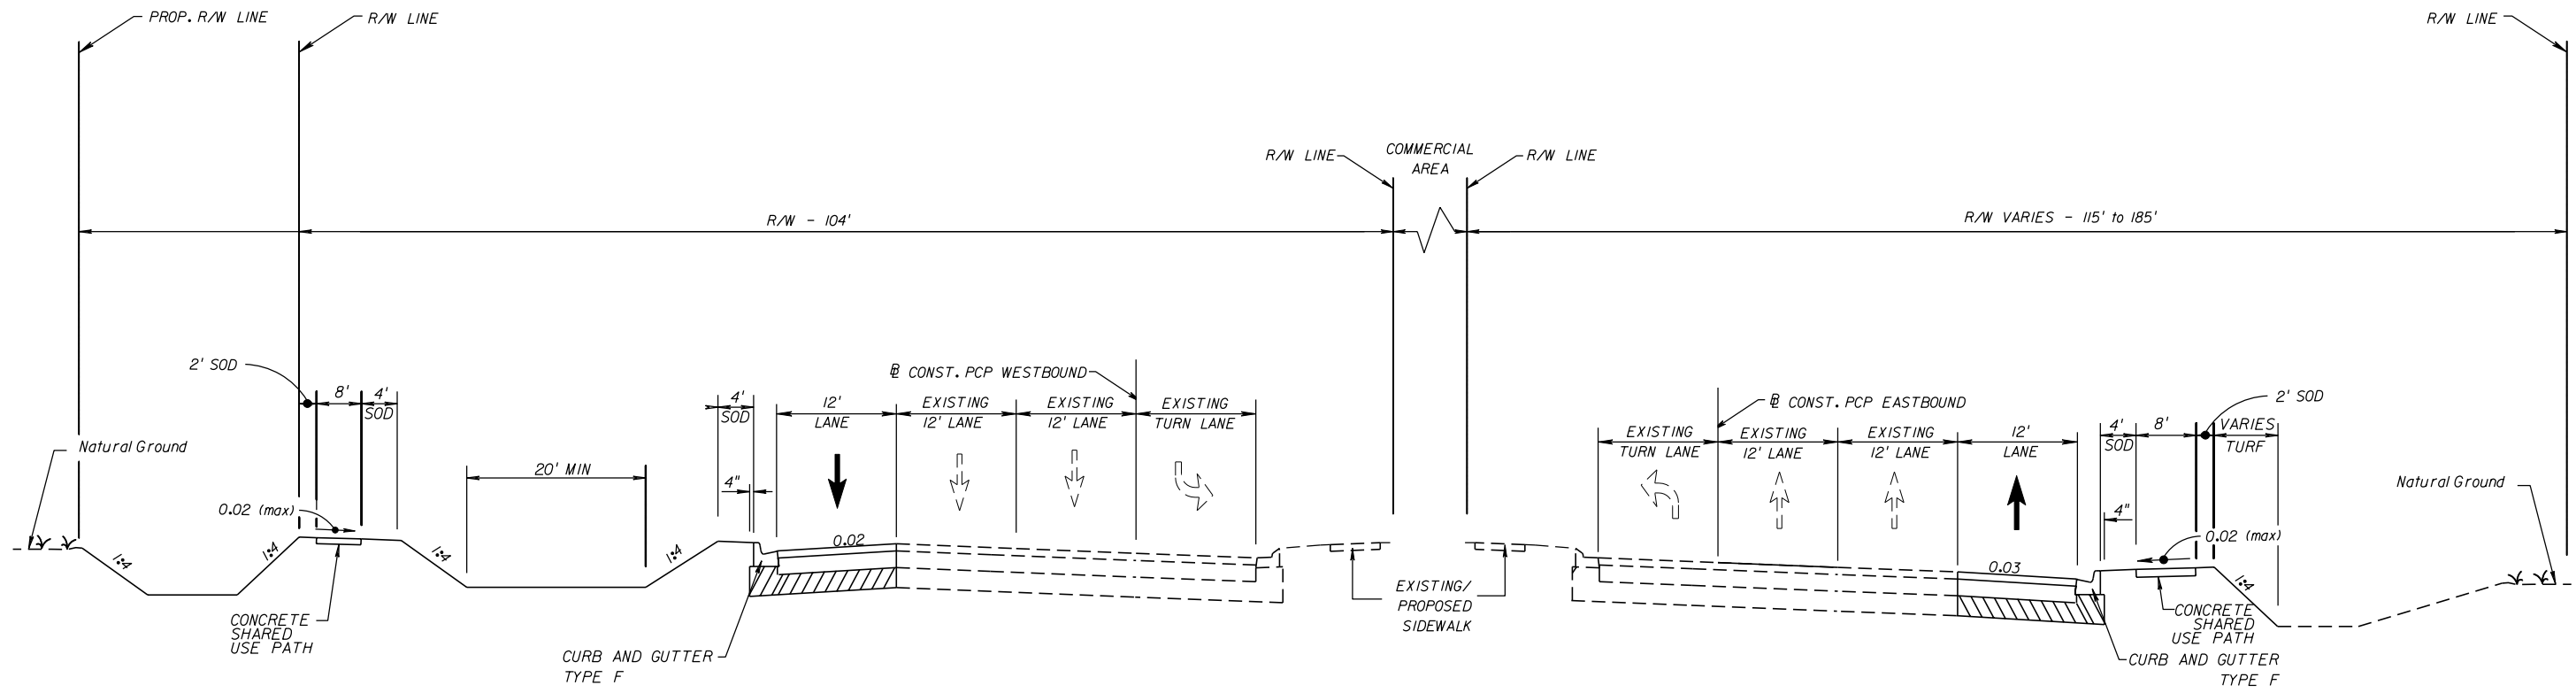 PROP. R/W LINE
R/W LINE
R/W LINE
R/W LINE
COMMERCIAL
AREA
R/W LINE
R/W - 104'
R/W VARIES - 115' to 185'
2' SOD
8'
4'
SOD
4'
SOD
℄ CONST. PCP WESTBOUND
12'
LANE
EXISTING
12' LANE
EXISTING
12' LANE
EXISTING
TURN LANE
℄ CONST. PCP EASTBOUND
EXISTING
TURN LANE
EXISTING
12' LANE
EXISTING
12' LANE
12'
LANE
4'
SOD
8'
2' SOD
VARIES
TURF
Natural Ground
20' MIN
4"
4"
Natural Ground
0.02 (max)
0.02
0.03
0.02 (max)
1:4
1:4
1:4
1:4
1:4
CONCRETE
SHARED
USE PATH
CURB AND GUTTER
TYPE F
EXISTING/
PROPOSED
SIDEWALK
CONCRETE
SHARED
USE PATH
CURB AND GUTTER
TYPE F